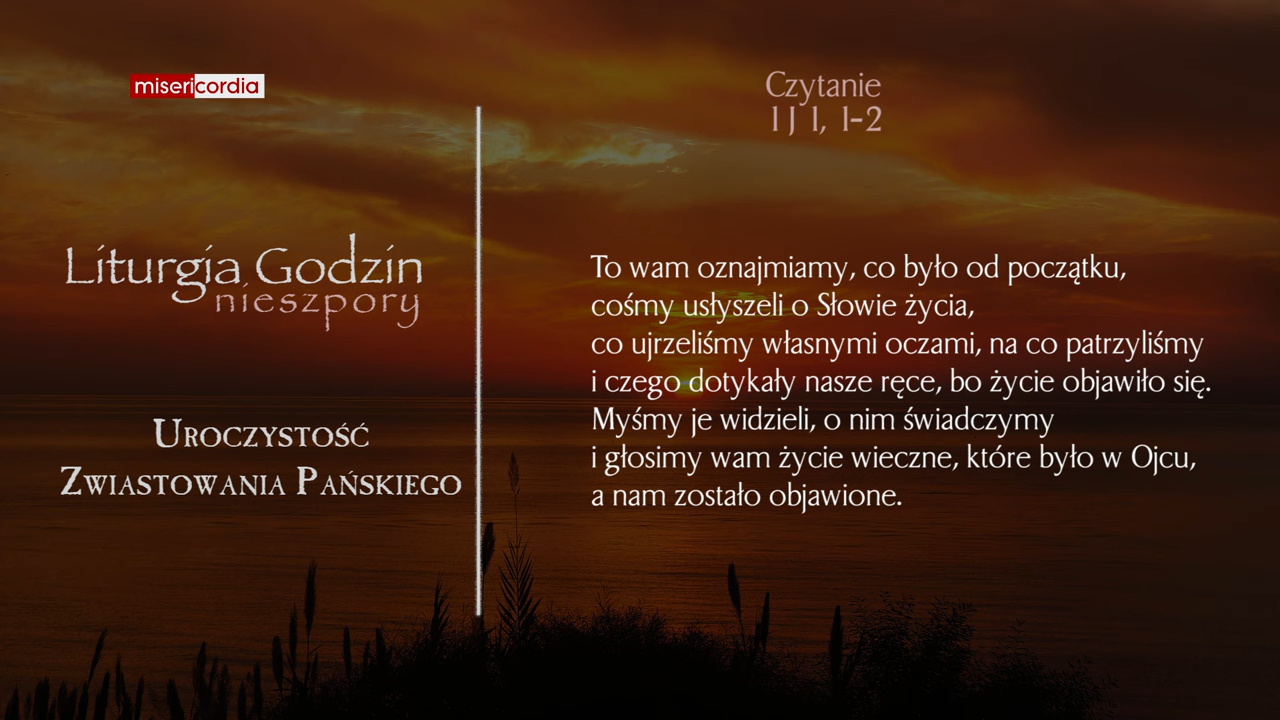 misericordia
Liturgia Godzin
nieszpory
Uroczystość
Zwiastowania Pańskiego
Czytanie
1 J 1, 1-2
To wam oznajmiamy, co było od początku,
cośmy usłyszeli o Słowie życia,
co ujrzeliśmy własnymi oczami, na co patrzyliśmy
i czego dotykały nasze ręce, bo życie objawiło się.
Myśmy je widzieli, o nim świadczymy
i głosimy wam życie wieczne, które było w Ojcu,
a nam zostało objawione.